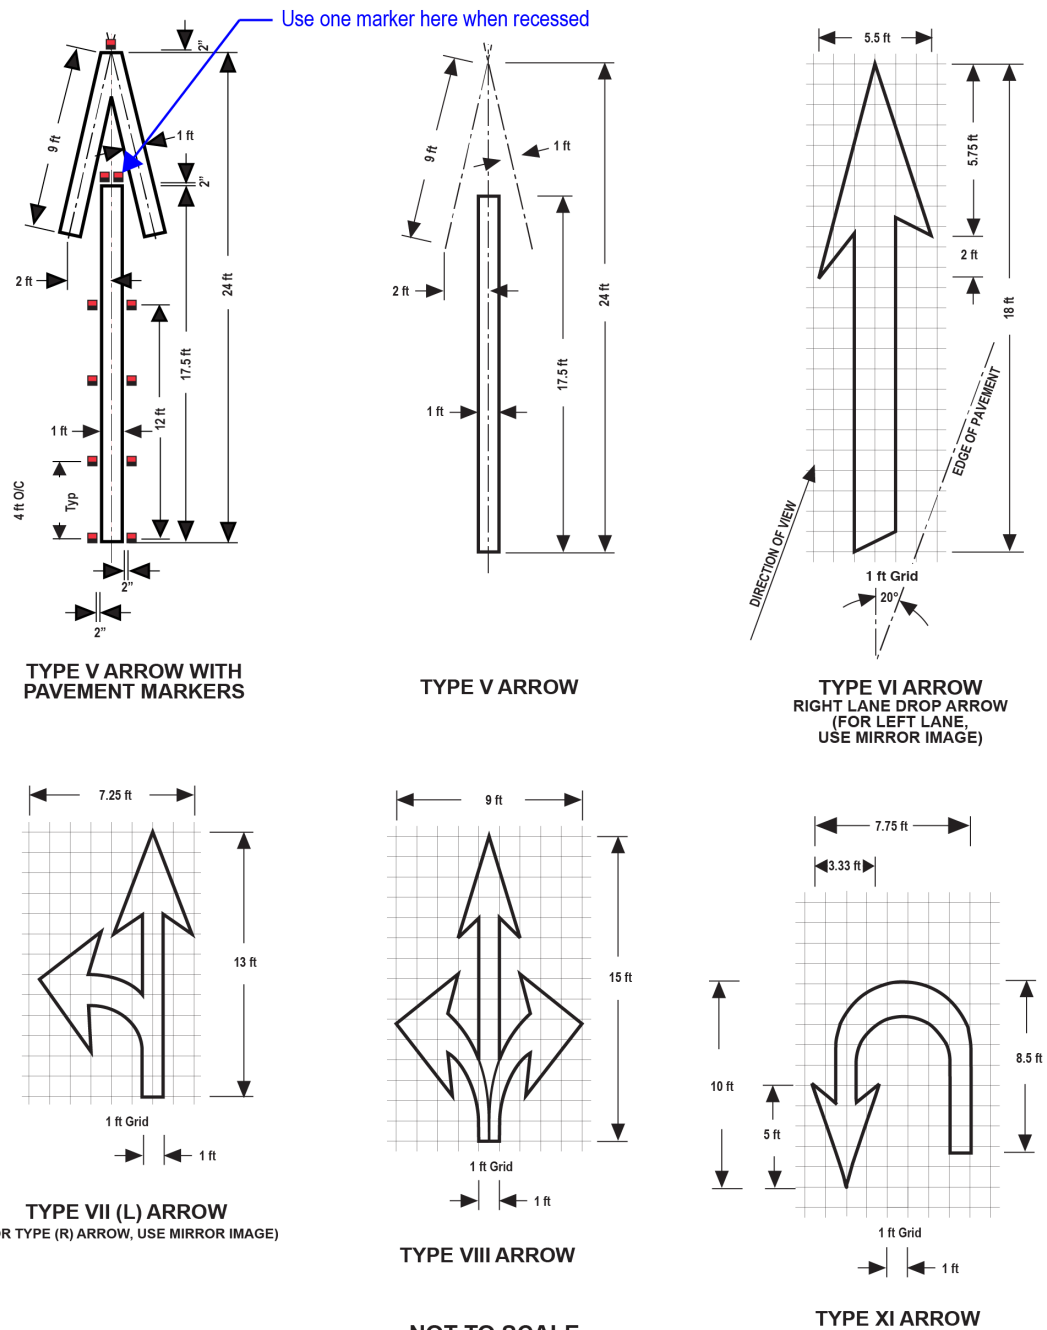 Use one marker here when recessed
2"
9 ft
1 ft
2"
2 ft
24 ft
17.5 ft
12 ft
1 ft
4 ft O/C
Typ
2"
2"
TYPE V ARROW WITH
PAVEMENT MARKERS
9 ft
1 ft
2 ft
24 ft
17.5 ft
1 ft
TYPE V ARROW
5.5 ft
5.75 ft
2 ft
18 ft
EDGE OF PAVEMENT
DIRECTION OF VIEW
1 ft Grid
20°
TYPE VI ARROW
RIGHT LANE DROP ARROW
(FOR LEFT LANE,
USE MIRROR IMAGE)
7.25 ft
13 ft
1 ft Grid
1 ft
TYPE VII (L) ARROW
OR TYPE (R) ARROW, USE MIRROR IMAGE)
9 ft
15 ft
1 ft Grid
1 ft
TYPE VIII ARROW
7.75 ft
3.33 ft
10 ft
5 ft
8.5 ft
1 ft Grid
1 ft
TYPE XI ARROW
NOT TO SCALE